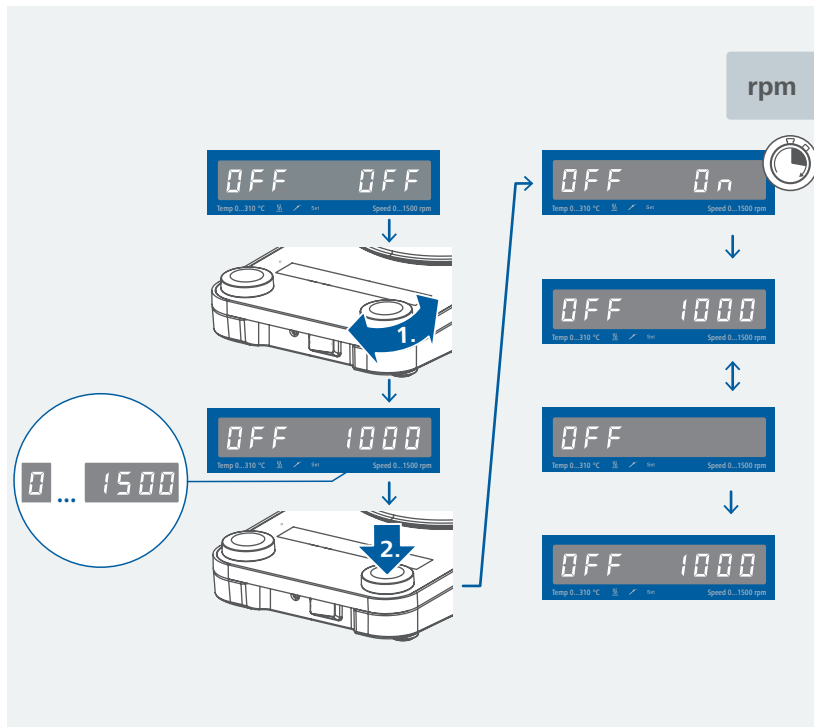 rpm
OFF OFF
Temp 0...310 °C Set Speed 0...1500 rpm
1.
OFF 1000
Temp 0...310 °C Set Speed 0...1500 rpm
0 ... 1500
2.
OFF On
Temp 0...310 °C Set Speed 0...1500 rpm
OFF 1000
Temp 0...310 °C Set Speed 0...1500 rpm
OFF
Temp 0...310 °C Set Speed 0...1500 rpm
OFF 1000
Temp 0...310 °C Set Speed 0...1500 rpm